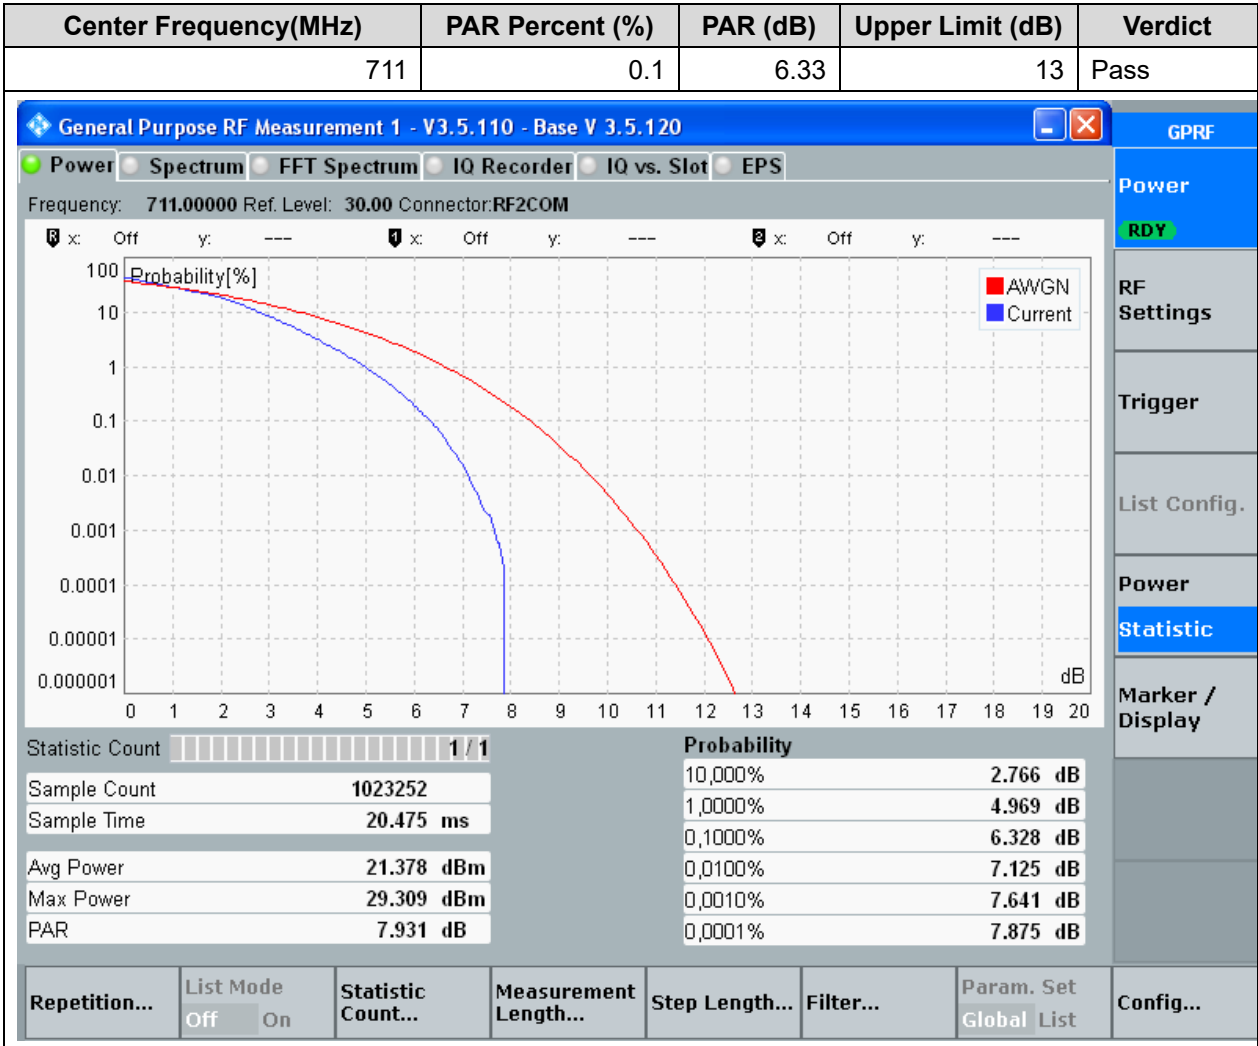 Center Frequency(MHz) PAR Percent (%) PAR (dB) Upper Limit (dB) Verdict
711 0.1 6.33 13 Pass
General Purpose RF Measurement 1 - V3.5.110 - Base V 3.5.120
GPRF
Power Spectrum FFT Spectrum IQ Recorder IQ vs. Slot EPS
Power
RDY
Frequency: 711.00000 Ref. Level: 30.00 Connector:RF2COM
R x: Off y: --- 1 x: Off y: --- 2 x: Off y: ---
Probability[%]
AWGN
Current
100
10
1
0.1
0.01
0.001
0.0001
0.00001
0.000001
dB
0 1 2 3 4 5 6 7 8 9 10 11 12 13 14 15 16 17 18 19 20
RF
Settings
Trigger
List Config.
Power
Statistic
Marker /
Display
Statistic Count 1 / 1
Sample Count 1023252
Sample Time 20.475 ms
Avg Power 21.378 dBm
Max Power 29.309 dBm
PAR 7.931 dB
Probability
10,000% 2.766 dB
1,0000% 4.969 dB
0,1000% 6.328 dB
0,0100% 7.125 dB
0,0010% 7.641 dB
0,0001% 7.875 dB
Repetition...
List Mode
Off On
Statistic
Count...
Measurement
Length...
Step Length...
Filter...
Param. Set
Global List
Config...